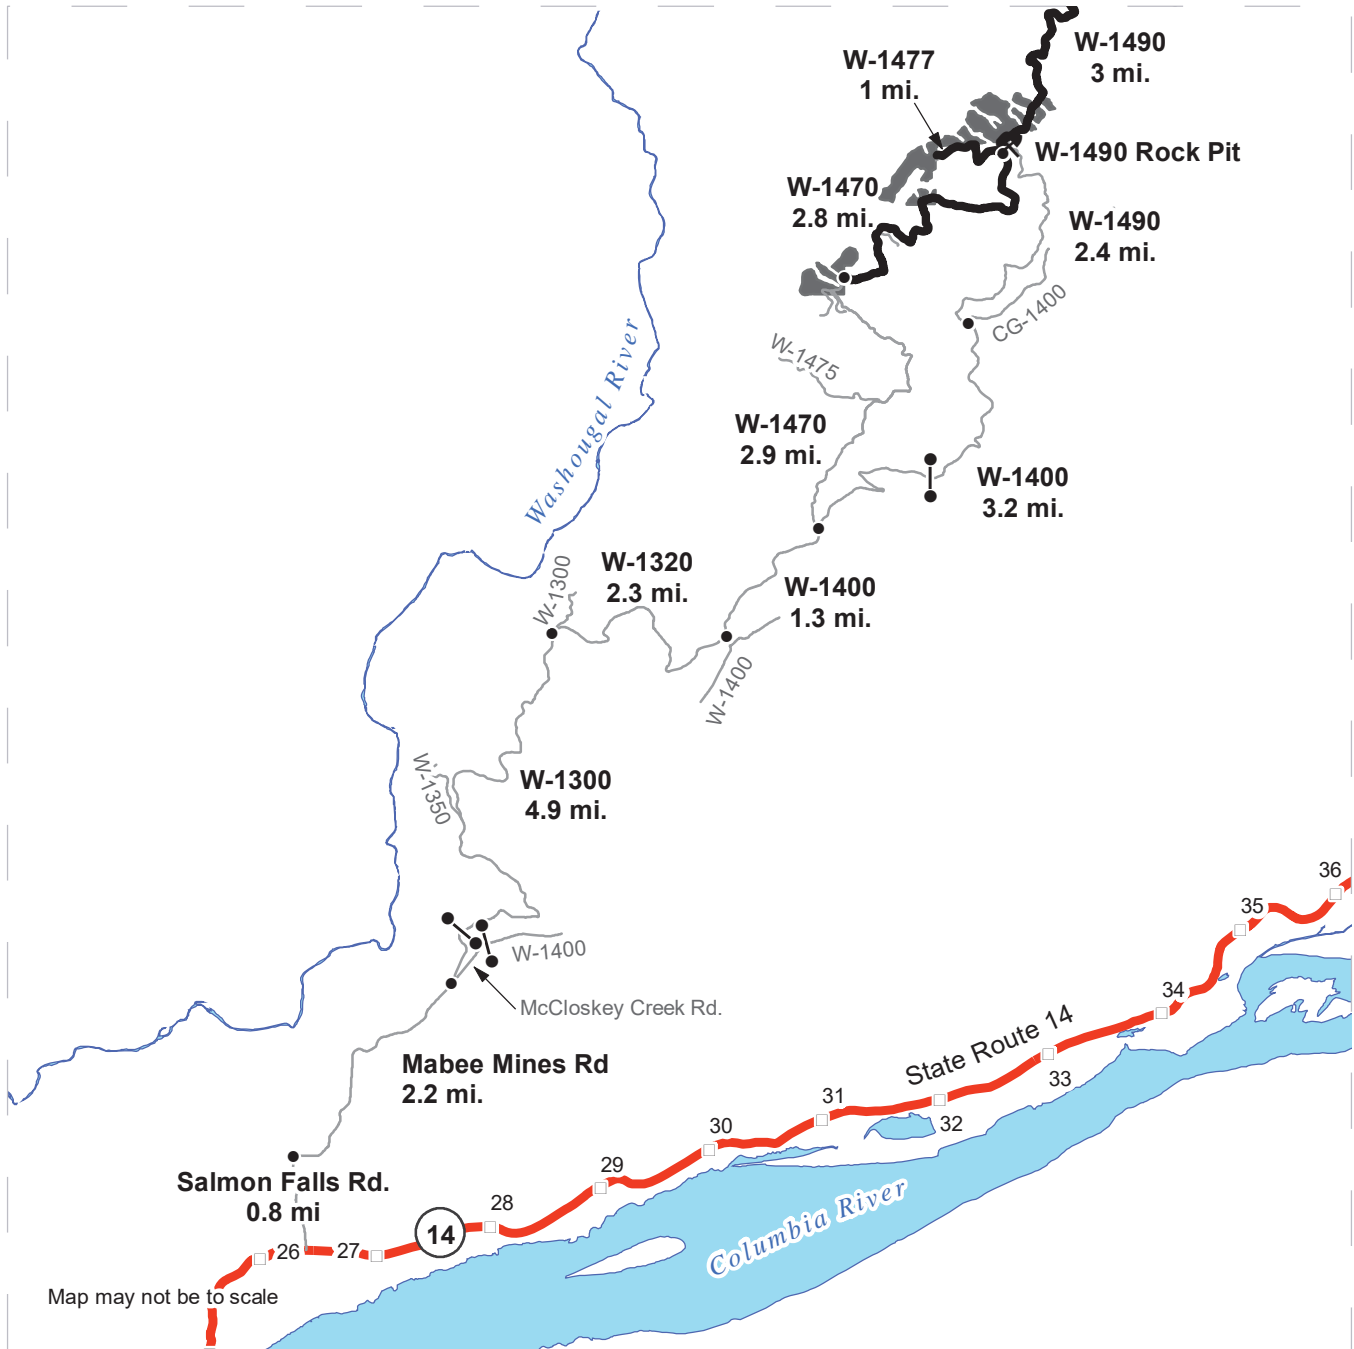 W-1490
3 mi.
W-1477
1 mi.
W-1490 Rock Pit
W-1470
2.8 mi.
W-1490
2.4 mi.
CG-1400
W-1475
Washougal River
W-1470
2.9 mi.
W-1400
3.2 mi.
W-1300
W-1320
2.3 mi.
W-1400
1.3 mi.
W-1400
W-1350
W-1300
4.9 mi.
W-1400
McCloskey Creek Rd.
Mabee Mines Rd
2.2 mi.
36
35
34
State Route 14
33
32
31
30
29
28
Salmon Falls Rd.
0.8 mi
14
27
26
Columbia River
Map may not be to scale